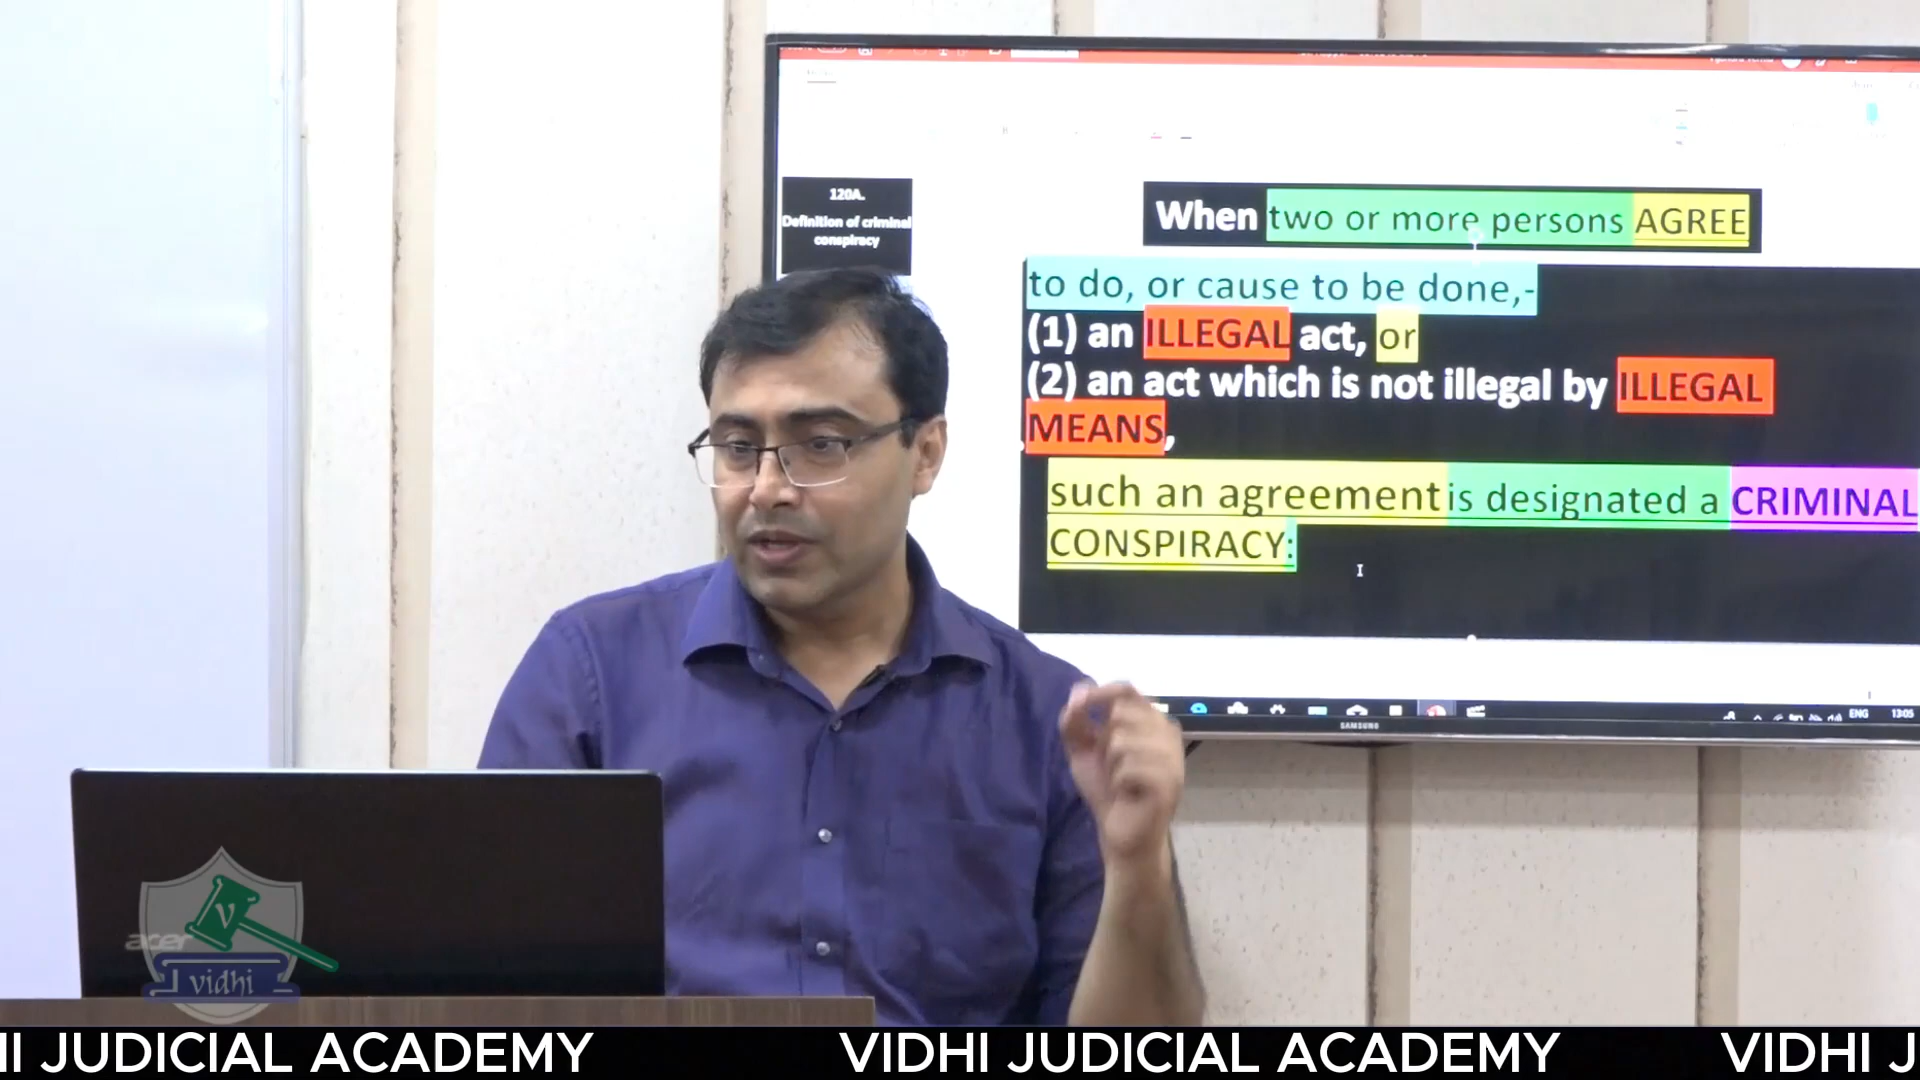 120A.
Definition of criminal
conspiracy
When two or more persons AGREE
to do, or cause to be done,-
(1) an ILLEGAL act, or
(2) an act which is not illegal by ILLEGAL
MEANS,
such an agreement is designated a CRIMINAL
CONSPIRACY:
ENG 13:05
SAMSUNG
acer
V
vidhi
HI JUDICIAL ACADEMY VIDHI JUDICIAL ACADEMY VIDHI J